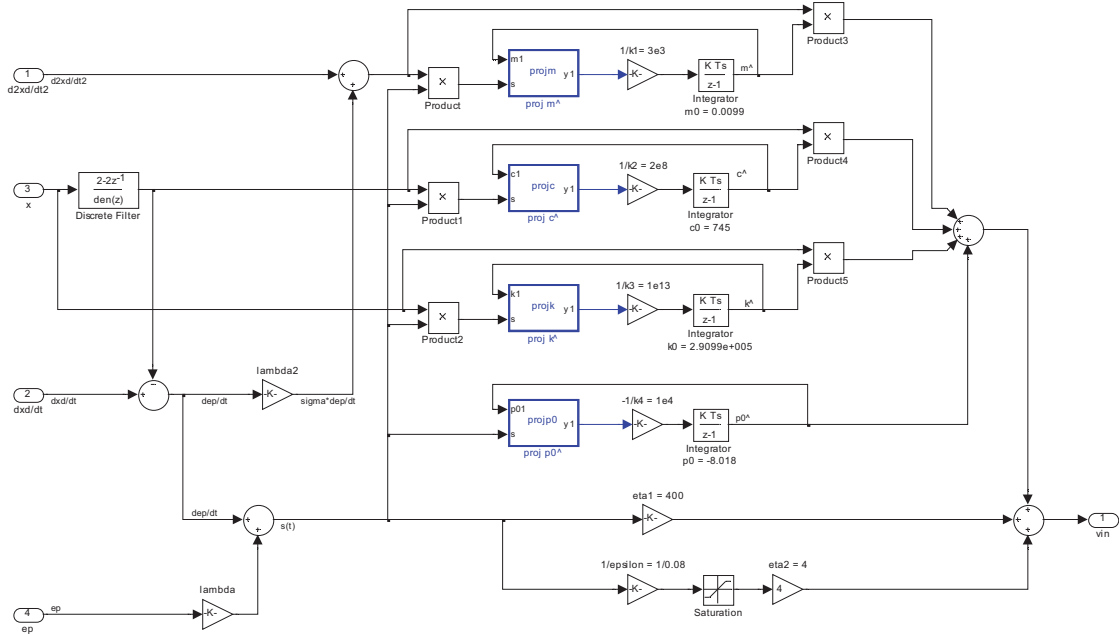 1
d2xd/dt2
d2xd/dt2
+
+
×
Product
m1
s
projm
y1
proj m^
1/k1= 3e3
-K-
K Ts
z-1
Integrator
m0 = 0.0099
m^
×
Product3
3
x
2-2z-1
den(z)
Discrete Filter
×
Product1
c1
s
projc
y1
proj c^
1/k2 = 2e8
-K-
K Ts
z-1
Integrator
c0 = 745
c^
×
Product4
+
+
+
+
×
Product2
k1
s
projk
y1
proj k^
1/k3 = 1e13
-K-
K Ts
z-1
Integrator
k0 = 2.9099e+005
k^
×
Product5
2
dxd/dt
dxd/dt
−
+
dep/dt
lambda2
-K-
sigma*dep/dt
p01
s
projp0
y1
proj p0^
-1/k4 = 1e4
-K-
K Ts
z-1
Integrator
p0 = -8.018
p0^
dep/dt
+
+
s(t)
eta1 = 400
-K-
+
+
+
1
vin
1/epsilon = 1/0.08
-K-
Saturation
eta2 = 4
4
4
ep
ep
lambda
-K-